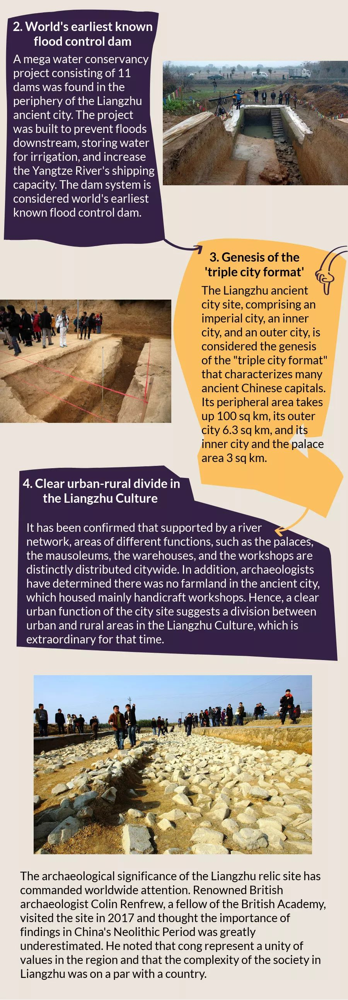 2. World's earliest known
flood control dam
A mega water conservancy
project consisting of 11
dams was found in the
periphery of the Liangzhu
ancient city. The project
was built to prevent floods
downstream, storing water
for irrigation, and increase
the Yangtze River's shipping
capacity. The dam system is
considered world's earliest
known flood control dam.
3. Genesis of the
'triple city format'
The Liangzhu ancient
city site, comprising an
imperial city, an inner
city, and an outer city, is
considered the genesis
of the "triple city format"
that characterizes many
ancient Chinese capitals.
Its peripheral area takes
up 100 sq km, its outer
city 6.3 sq km, and its
inner city and the palace
area 3 sq km.
4. Clear urban-rural divide in
the Liangzhu Culture
It has been confirmed that supported by a river
network, areas of different functions, such as the palaces,
the mausoleums, the warehouses, and the workshops are
distinctly distributed citywide. In addition, archaeologists
have determined there was no farmland in the ancient city,
which housed mainly handicraft workshops. Hence, a clear
urban function of the city site suggests a division between
urban and rural areas in the Liangzhu Culture, which is
extraordinary for that time.
The archaeological significance of the Liangzhu relic site has
commanded worldwide attention. Renowned British
archaeologist Colin Renfrew, a fellow of the British Academy,
visited the site in 2017 and thought the importance of
findings in China's Neolithic Period was greatly
underestimated. He noted that cong represent a unity of
values in the region and that the complexity of the society in
Liangzhu was on a par with a country.